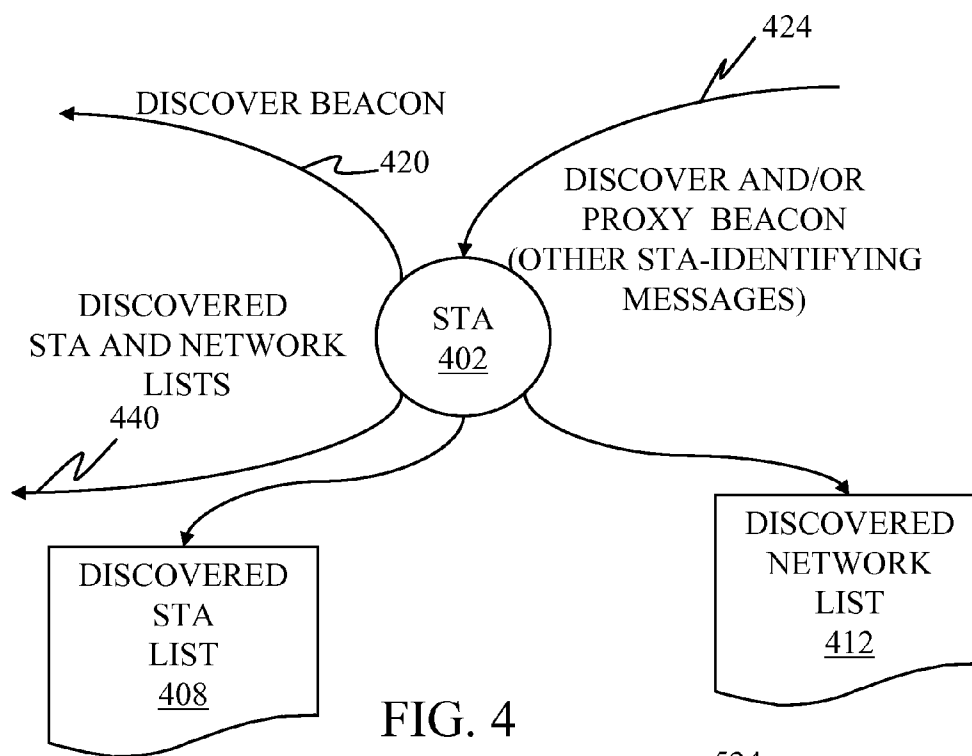 424
DISCOVER BEACON
420
DISCOVER AND/OR
PROXY BEACON
(OTHER STA-IDENTIFYING
MESSAGES)
DISCOVERED
STA AND NETWORK
LISTS
440
STA
402
DISCOVERED
STA
LIST
408
DISCOVERED
NETWORK
LIST
412
FIG. 4